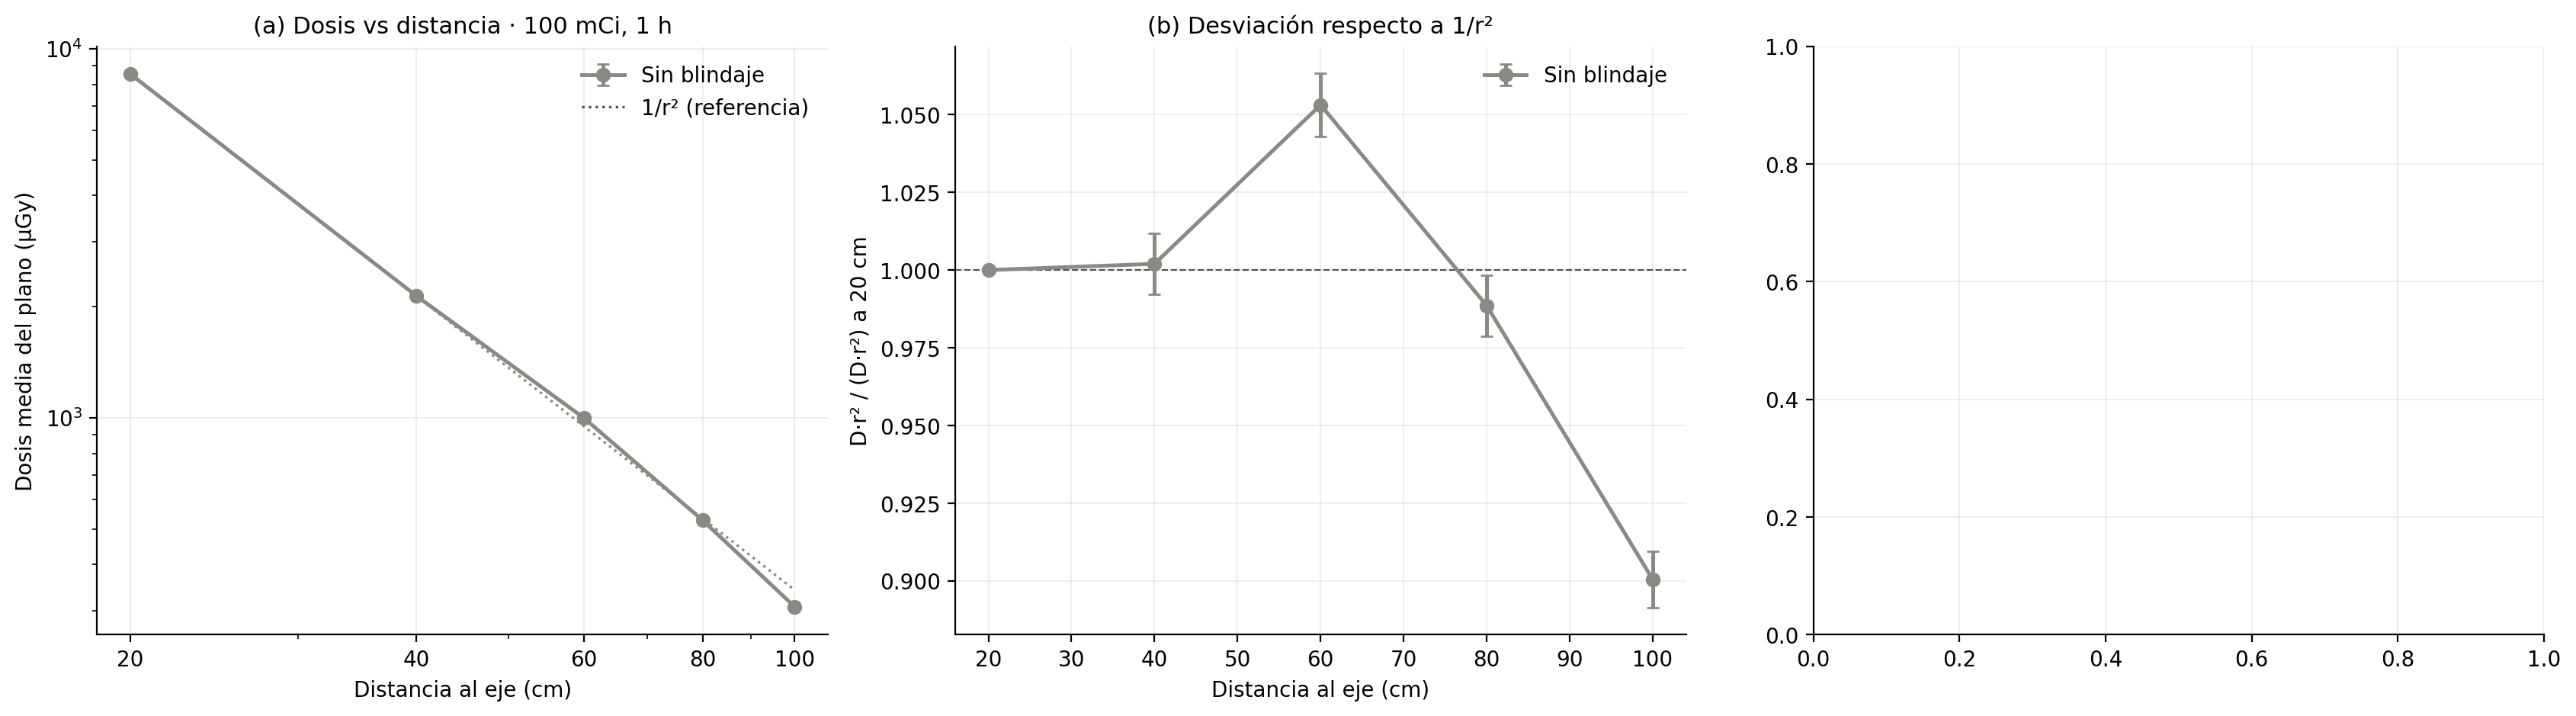 (a) Dosis vs distancia · 100 mCi, 1 h
Dosis media del plano (µGy)
10⁴
10³
Sin blindaje
1/r² (referencia)
20 40 60 80 100
Distancia al eje (cm)
(b) Desviación respecto a 1/r²
D·r² / (D·r²) a 20 cm
1.050
1.025
1.000
0.975
0.950
0.925
0.900
Sin blindaje
20 30 40 50 60 70 80 90 100
Distancia al eje (cm)
1.0
0.8
0.6
0.4
0.2
0.0
0.0 0.2 0.4 0.6 0.8 1.0